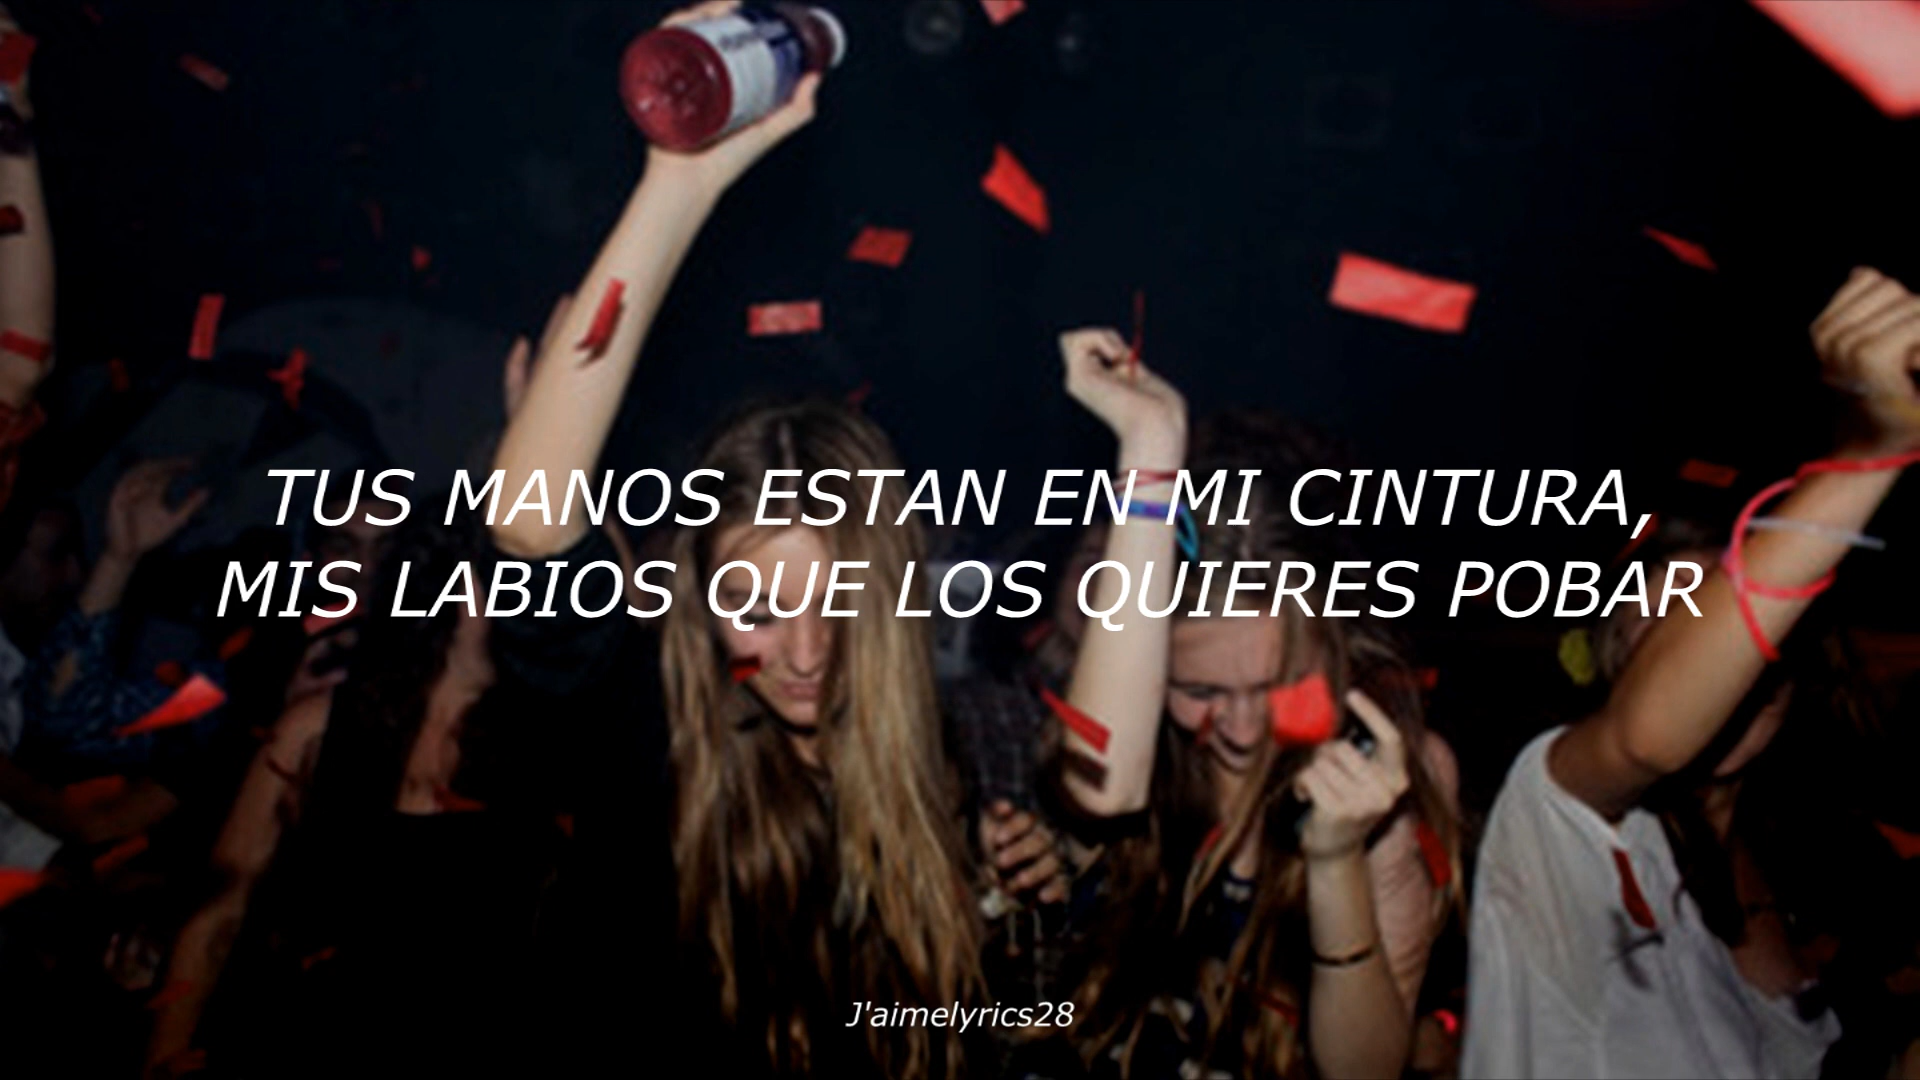 TUS MANOS ESTAN EN MI CINTURA,
MIS LABIOS QUE LOS QUIERES POBAR
J'aimelyrics28